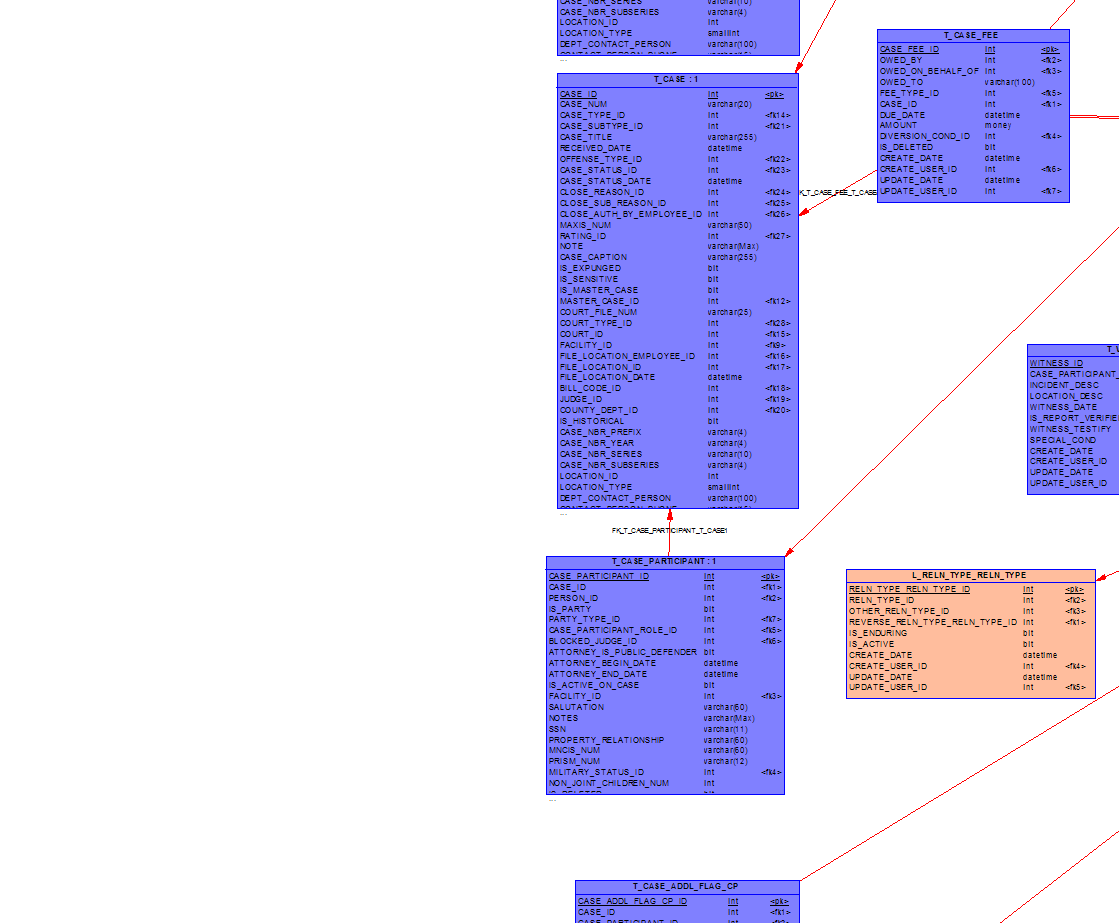 CASE_NBR_SERIES varchar(10)
CASE_NBR_SUBSERIES varchar(4)
LOCATION_ID int
LOCATION_TYPE smallint
DEPT_CONTACT_PERSON varchar(100)
T_CASE : 1
CASE_ID int <pk>
CASE_NUM varchar(20)
CASE_TYPE_ID int <fk14>
CASE_SUBTYPE_ID int <fk21>
CASE_TITLE varchar(255)
RECEIVED_DATE datetime
OFFENSE_TYPE_ID int <fk22>
CASE_STATUS_ID int <fk23>
CASE_STATUS_DATE datetime
CLOSE_REASON_ID int <fk24>
CLOSE_SUB_REASON_ID int <fk25>
CLOSE_AUTH_BY_EMPLOYEE_ID int <fk26>
MAXIS_NUM varchar(50)
RATING_ID int <fk27>
NOTE varchar(Max)
CASE_CAPTION varchar(255)
IS_EXPUNGED bit
IS_SENSITIVE bit
IS_MASTER_CASE bit
MASTER_CASE_ID int <fk12>
COURT_FILE_NUM varchar(25)
COURT_TYPE_ID int <fk28>
COURT_ID int <fk15>
FACILITY_ID int <fk9>
FILE_LOCATION_EMPLOYEE_ID int <fk16>
FILE_LOCATION_ID int <fk17>
FILE_LOCATION_DATE datetime
BILL_CODE_ID int <fk18>
JUDGE_ID int <fk19>
COUNTY_DEPT_ID int <fk20>
IS_HISTORICAL bit
CASE_NBR_PREFIX varchar(4)
CASE_NBR_YEAR varchar(4)
CASE_NBR_SERIES varchar(10)
CASE_NBR_SUBSERIES varchar(4)
LOCATION_ID int
LOCATION_TYPE smallint
DEPT_CONTACT_PERSON varchar(100)
T_CASE_FEE
CASE_FEE_ID int <pk>
OWED_BY int <fk2>
OWED_ON_BEHALF_OF int <fk3>
OWED_TO varchar(100)
FEE_TYPE_ID int <fk5>
CASE_ID int <fk1>
DUE_DATE datetime
AMOUNT money
DIVERSION_COND_ID int <fk4>
IS_DELETED bit
CREATE_DATE datetime
CREATE_USER_ID int <fk6>
UPDATE_DATE datetime
UPDATE_USER_ID int <fk7>
K_T_CASE_FEE_T_CASE
WITNESS_ID
CASE_PARTICIPANT_
INCIDENT_DESC
LOCATION_DESC
WITNESS_DATE
IS_REPORT_VERIFIE
WITNESS_TESTIFY
SPECIAL_COND
CREATE_DATE
CREATE_USER_ID
UPDATE_DATE
UPDATE_USER_ID
FK_T_CASE_PARTICIPANT_T_CASE1
T_CASE_PARTICIPANT : 1
CASE_PARTICIPANT_ID int <pk>
CASE_ID int <fk1>
PERSON_ID int <fk2>
IS_PARTY bit
PARTY_TYPE_ID int <fk7>
CASE_PARTICIPANT_ROLE_ID int <fk5>
BLOCKED_JUDGE_ID int <fk6>
ATTORNEY_IS_PUBLIC_DEFENDER bit
ATTORNEY_BEGIN_DATE datetime
ATTORNEY_END_DATE datetime
IS_ACTIVE_ON_CASE bit
FACILITY_ID int <fk3>
SALUTATION varchar(60)
NOTES varchar(Max)
SSN varchar(11)
PROPERTY_RELATIONSHIP varchar(60)
MNCIS_NUM varchar(60)
PRISM_NUM varchar(12)
MILITARY_STATUS_ID int <fk4>
NON_JOINT_CHILDREN_NUM int
L_RELN_TYPE_RELN_TYPE
RELN_TYPE_RELN_TYPE_ID int <pk>
RELN_TYPE_ID int <fk2>
OTHER_RELN_TYPE_ID int <fk3>
REVERSE_RELN_TYPE_RELN_TYPE_ID int <fk1>
IS_ENDURING bit
IS_ACTIVE bit
CREATE_DATE datetime
CREATE_USER_ID int <fk4>
UPDATE_DATE datetime
UPDATE_USER_ID int <fk5>
T_CASE_ADDL_FLAG_CP
CASE_ADDL_FLAG_CP_ID int <pk>
CASE_ID int <fk1>